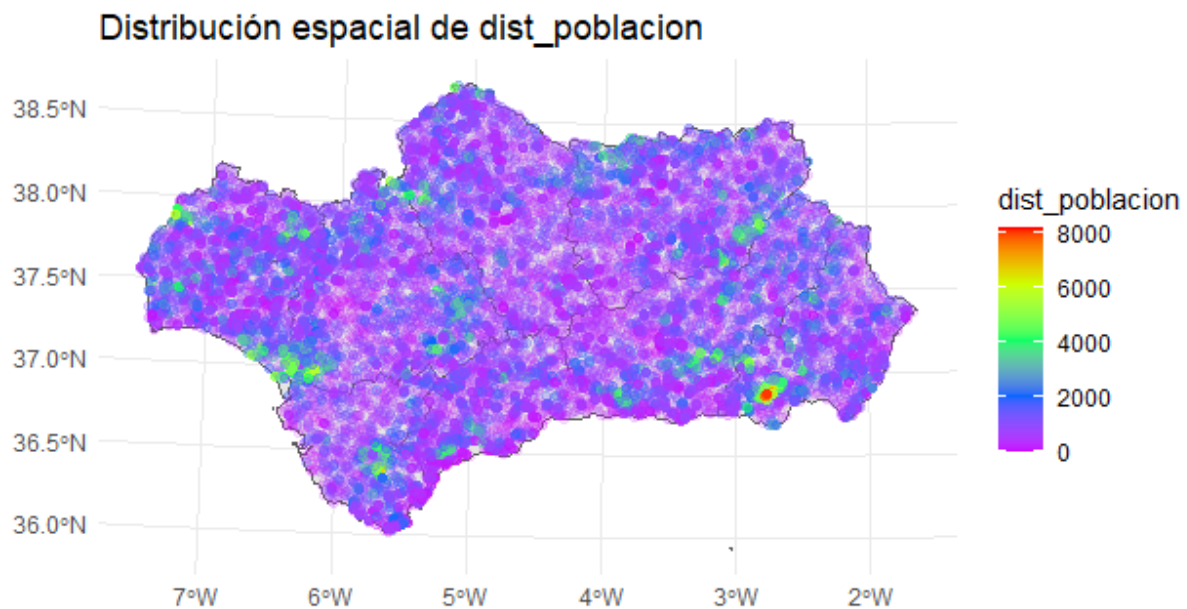 Distribución espacial de dist_poblacion
38.5°N
38.0°N
37.5°N
37.0°N
36.5°N
36.0°N
7°W 6°W 5°W 4°W 3°W 2°W
dist_poblacion
8000
6000
4000
2000
0